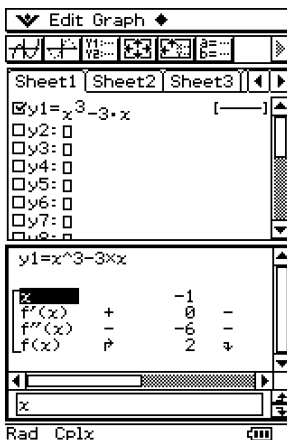 Edit Graph
Sheet1 Sheet2 Sheet3
y1=x^3-3·x
y2:
y3:
y4:
y5:
y6:
y7:
y8:
y1=x^3-3×x
x -1
f'(x) + 0 -
f''(x) - -6 -
f(x) 2
x
Rad Cplx